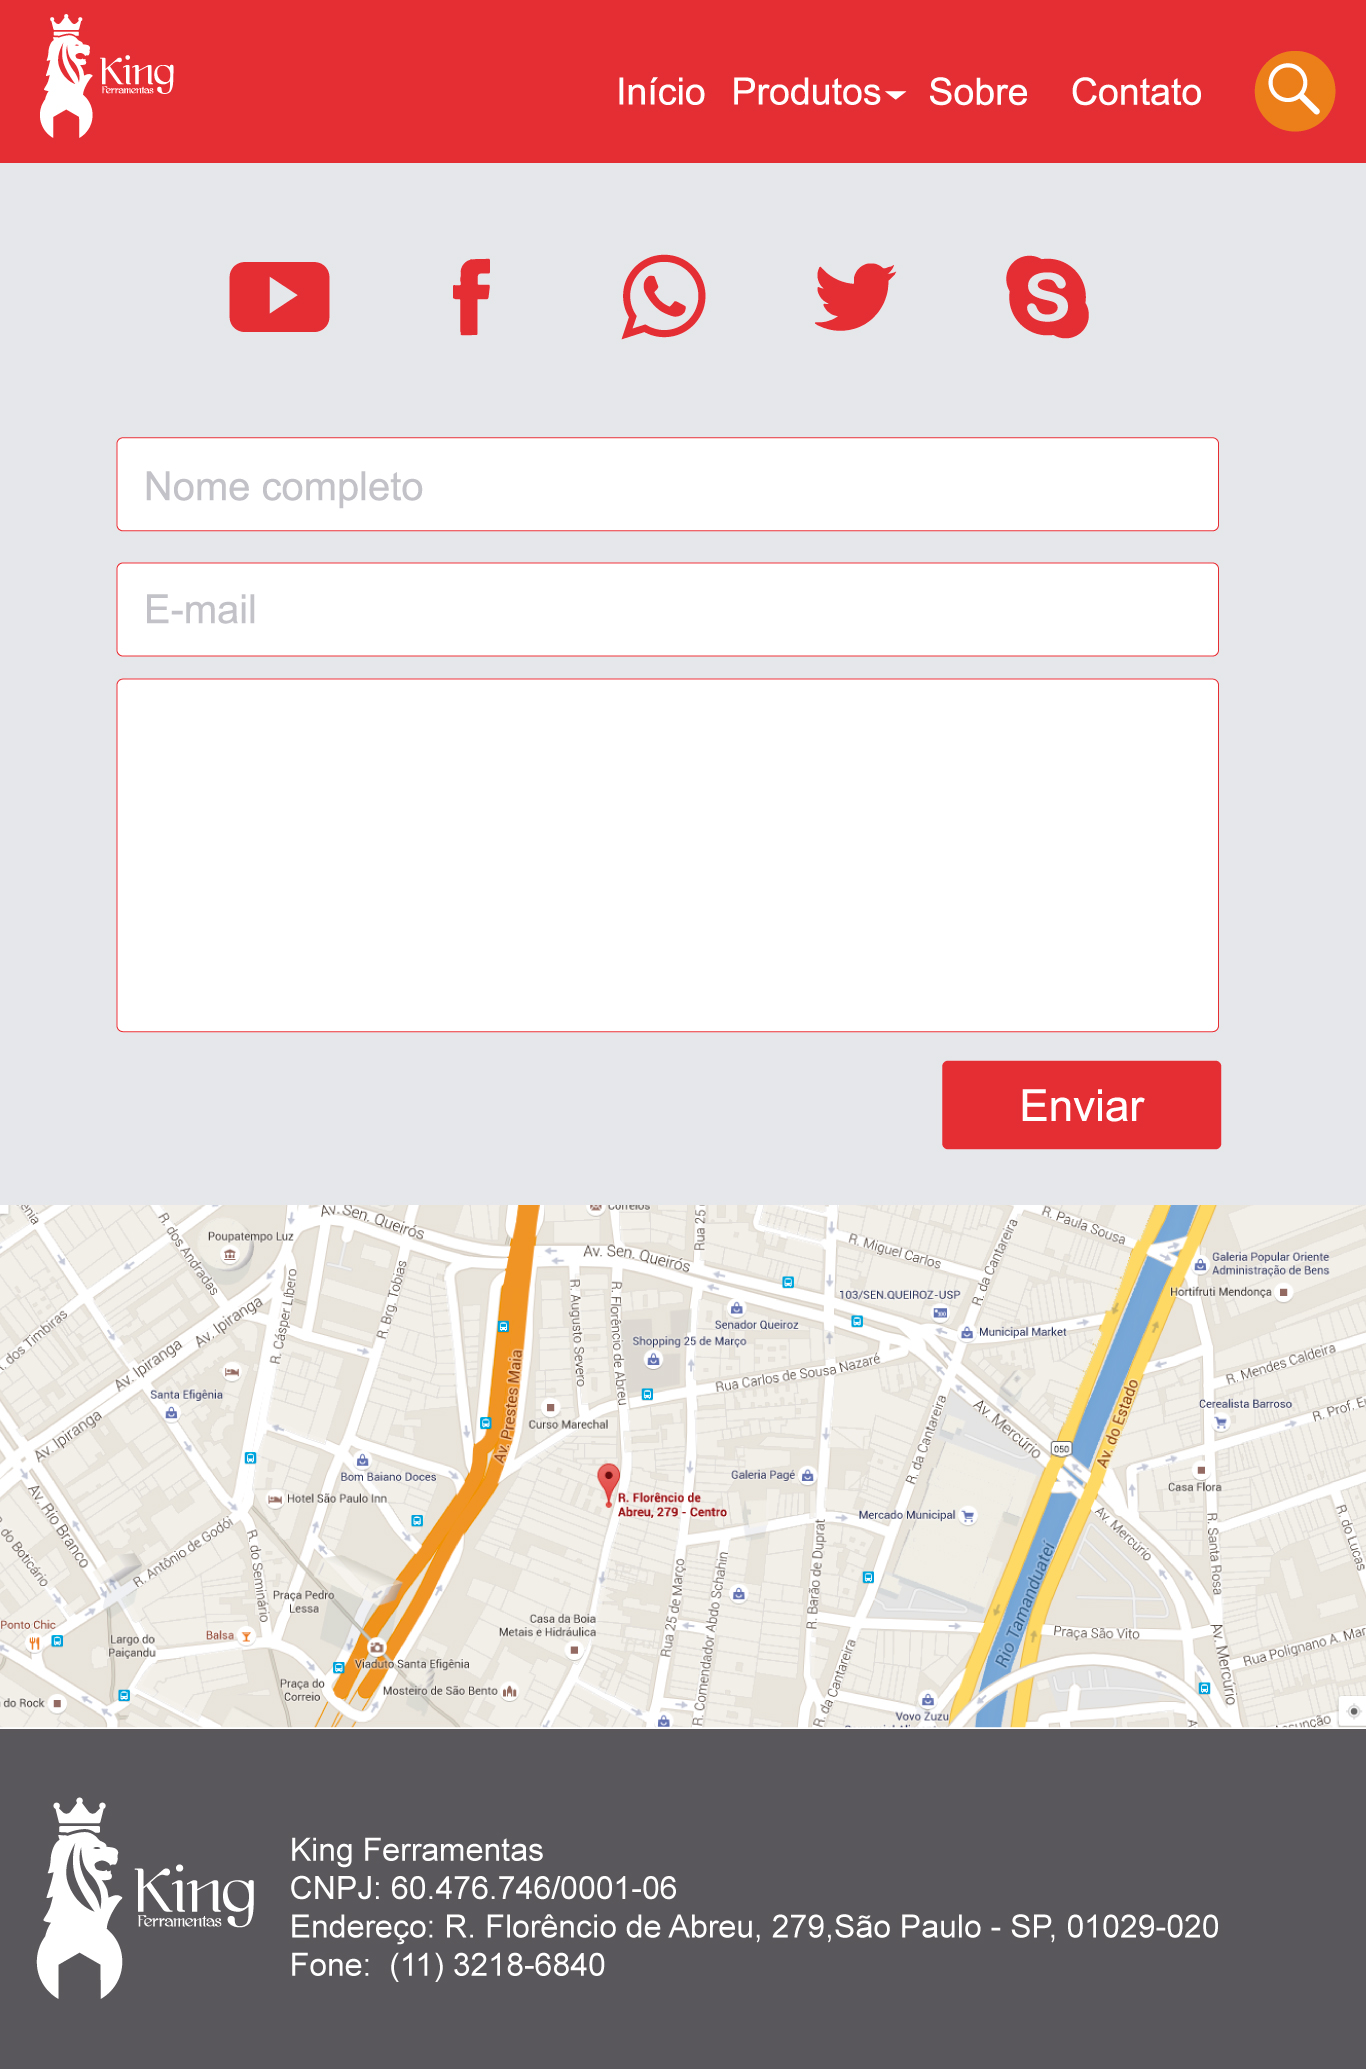 King
Ferramentas
Início Produtos Sobre Contato
Nome completo
E-mail
Enviar
Av. Sen. Queirós
Correios
Rua 25
R. Paula Sousa
R. dos Andradas
Poupatempo Luz
Av. Sen. Queirós
R. Miguel Carlos
R. da Cantareira
Galeria Popular Oriente
Administração de Bens
Hortifruti Mendonça
R. Cásper Líbero
R. Brg. Tobias
R. Augusto Severo
R. Florêncio de Abreu
103/SEN.QUEIROZ-USP
Senador Queiroz
Municipal Market
Shopping 25 de Março
R. dos Timbiras
Av. Ipiranga
Av. Ipiranga
Av. Ipiranga
Santa Efigênia
Av. Prestes Maia
Rua Carlos de Sousa Nazaré
R. Mendes Caldeira
Cerealista Barroso
R. Prof. E
Curso Marechal
R. da Cantareira
Av. Mercúrio
050
Av. do Estado
Bom Baiano Doces
Hotel São Paulo Inn
Galeria Pagé
Casa Flora
R. Florêncio de
Abreu, 279 - Centro
Mercado Municipal
Av. Mercúrio
R. Santa Rosa
R. do Lucas
Av. Rio Branco
R. Antônio de Godói
R. do Seminário
do Boticário
Praça Pedro
Lessa
Rua 25 de Março
R. Comendador Abdo Schahin
R. Barão de Duprat
Rio Tamanduateí
Ponto Chic
Largo do
Paiçandu
Balsa
Casa da Boia
Metais e Hidráulica
Praça São Vito
Av. Mercúrio
Rua Polignano A. Mar
Viaduto Santa Efigênia
Praça do
Correio
Mosteiro de São Bento
R. da Cantareira
do Rock
Vovo Zuzu
King
Ferramentas
King Ferramentas
CNPJ: 60.476.746/0001-06
Endereço: R. Florêncio de Abreu, 279,São Paulo - SP, 01029-020
Fone: (11) 3218-6840